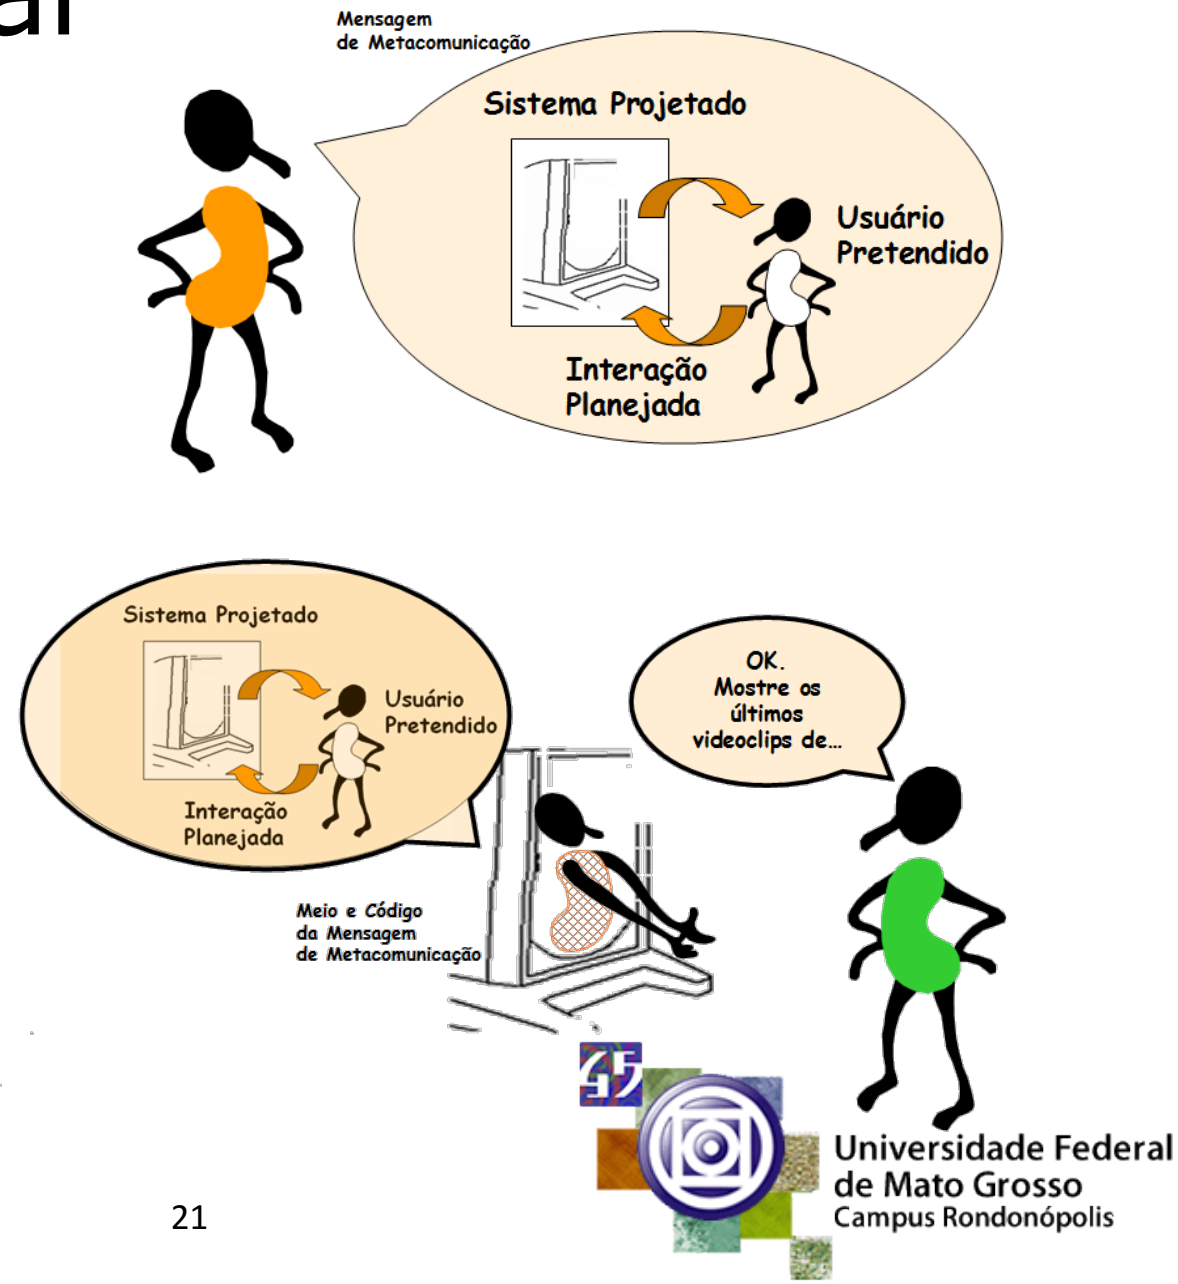 Mensagem
de Metacomunicação
Sistema Projetado
Usuário
Pretendido
Interação
Planejada
Sistema Projetado
Usuário
Pretendido
Interação
Planejada
OK.
Mostre os
últimos
videoclips de...
Meio e Código
da Mensagem
de Metacomunicação
Universidade Federal
de Mato Grosso
Campus Rondonópolis
21